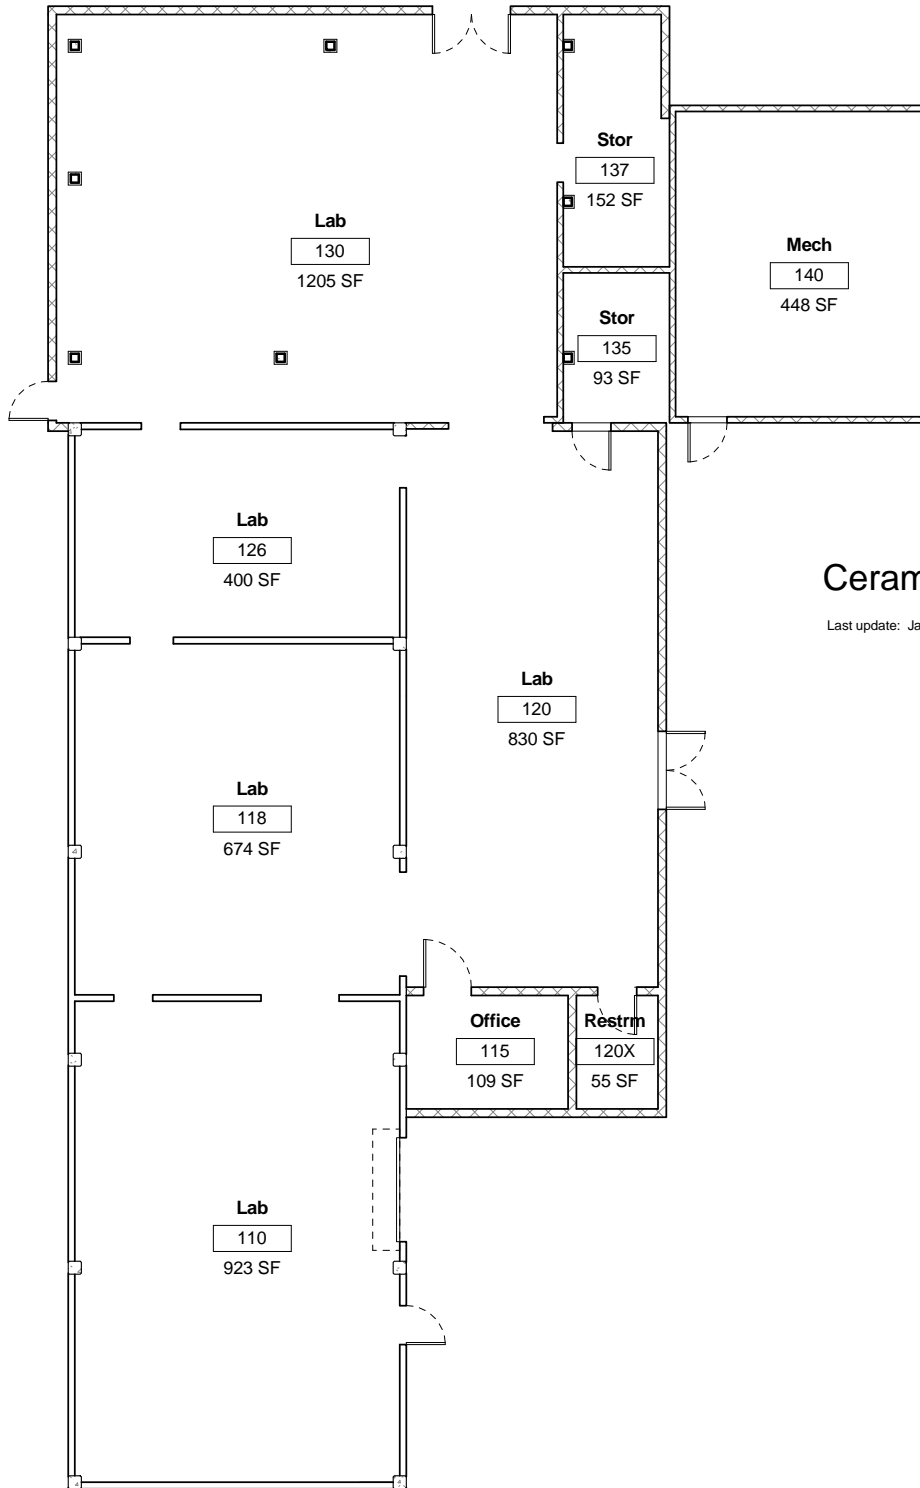 Stor
137
152 SF
Lab
130
1205 SF
Mech
140
448 SF
Stor
135
93 SF
Lab
126
400 SF
Ceram
Last update: Ja
Lab
120
830 SF
Lab
118
674 SF
Office
115
109 SF
Restrm
120X
55 SF
Lab
110
923 SF